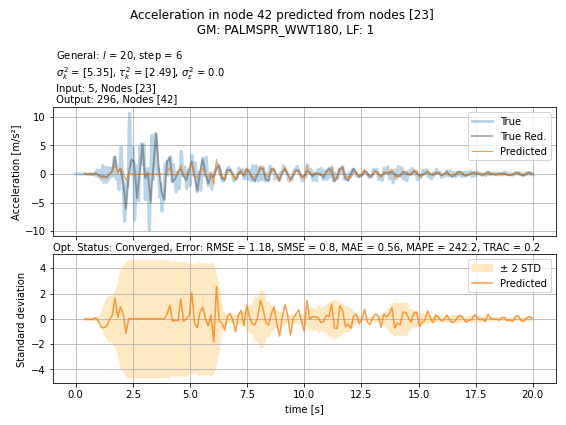 Acceleration in node 42 predicted from nodes [23]
GM: PALMSPR_WWT180, LF: 1
General: l = 20, step = 6
σ²ₖ = [5.35], τ²ₖ = [2.49], σ²_ε = 0.0
Input: 5, Nodes [23]
Output: 296, Nodes [42]
Acceleration [m/s²]
10
5
0
−5
−10
True
True Red.
Predicted
Opt. Status: Converged, Error: RMSE = 1.18, SMSE = 0.8, MAE = 0.56, MAPE = 242.2, TRAC = 0.2
Standard deviation
4
2
0
−2
−4
± 2 STD
Predicted
0.0 2.5 5.0 7.5 10.0 12.5 15.0 17.5 20.0
time [s]